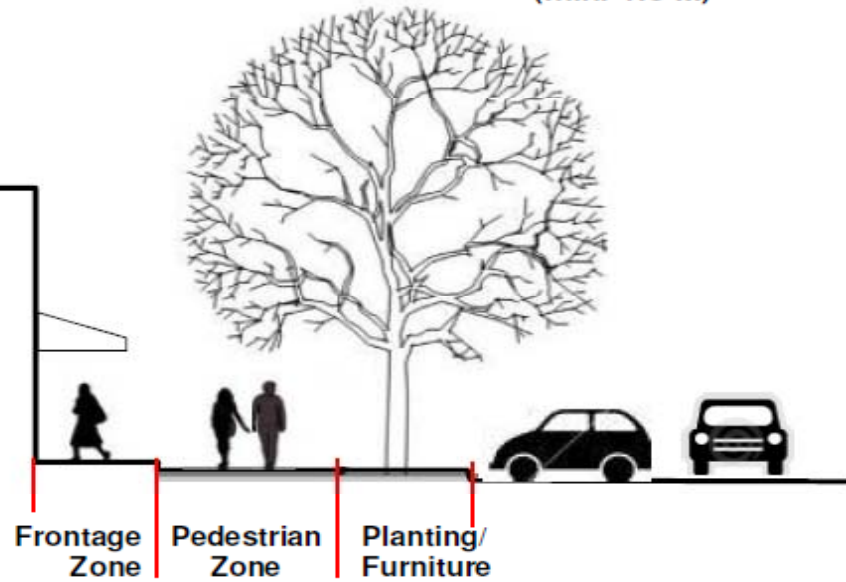 Frontage
Zone
Pedestrian
Zone
Planting/
Furniture